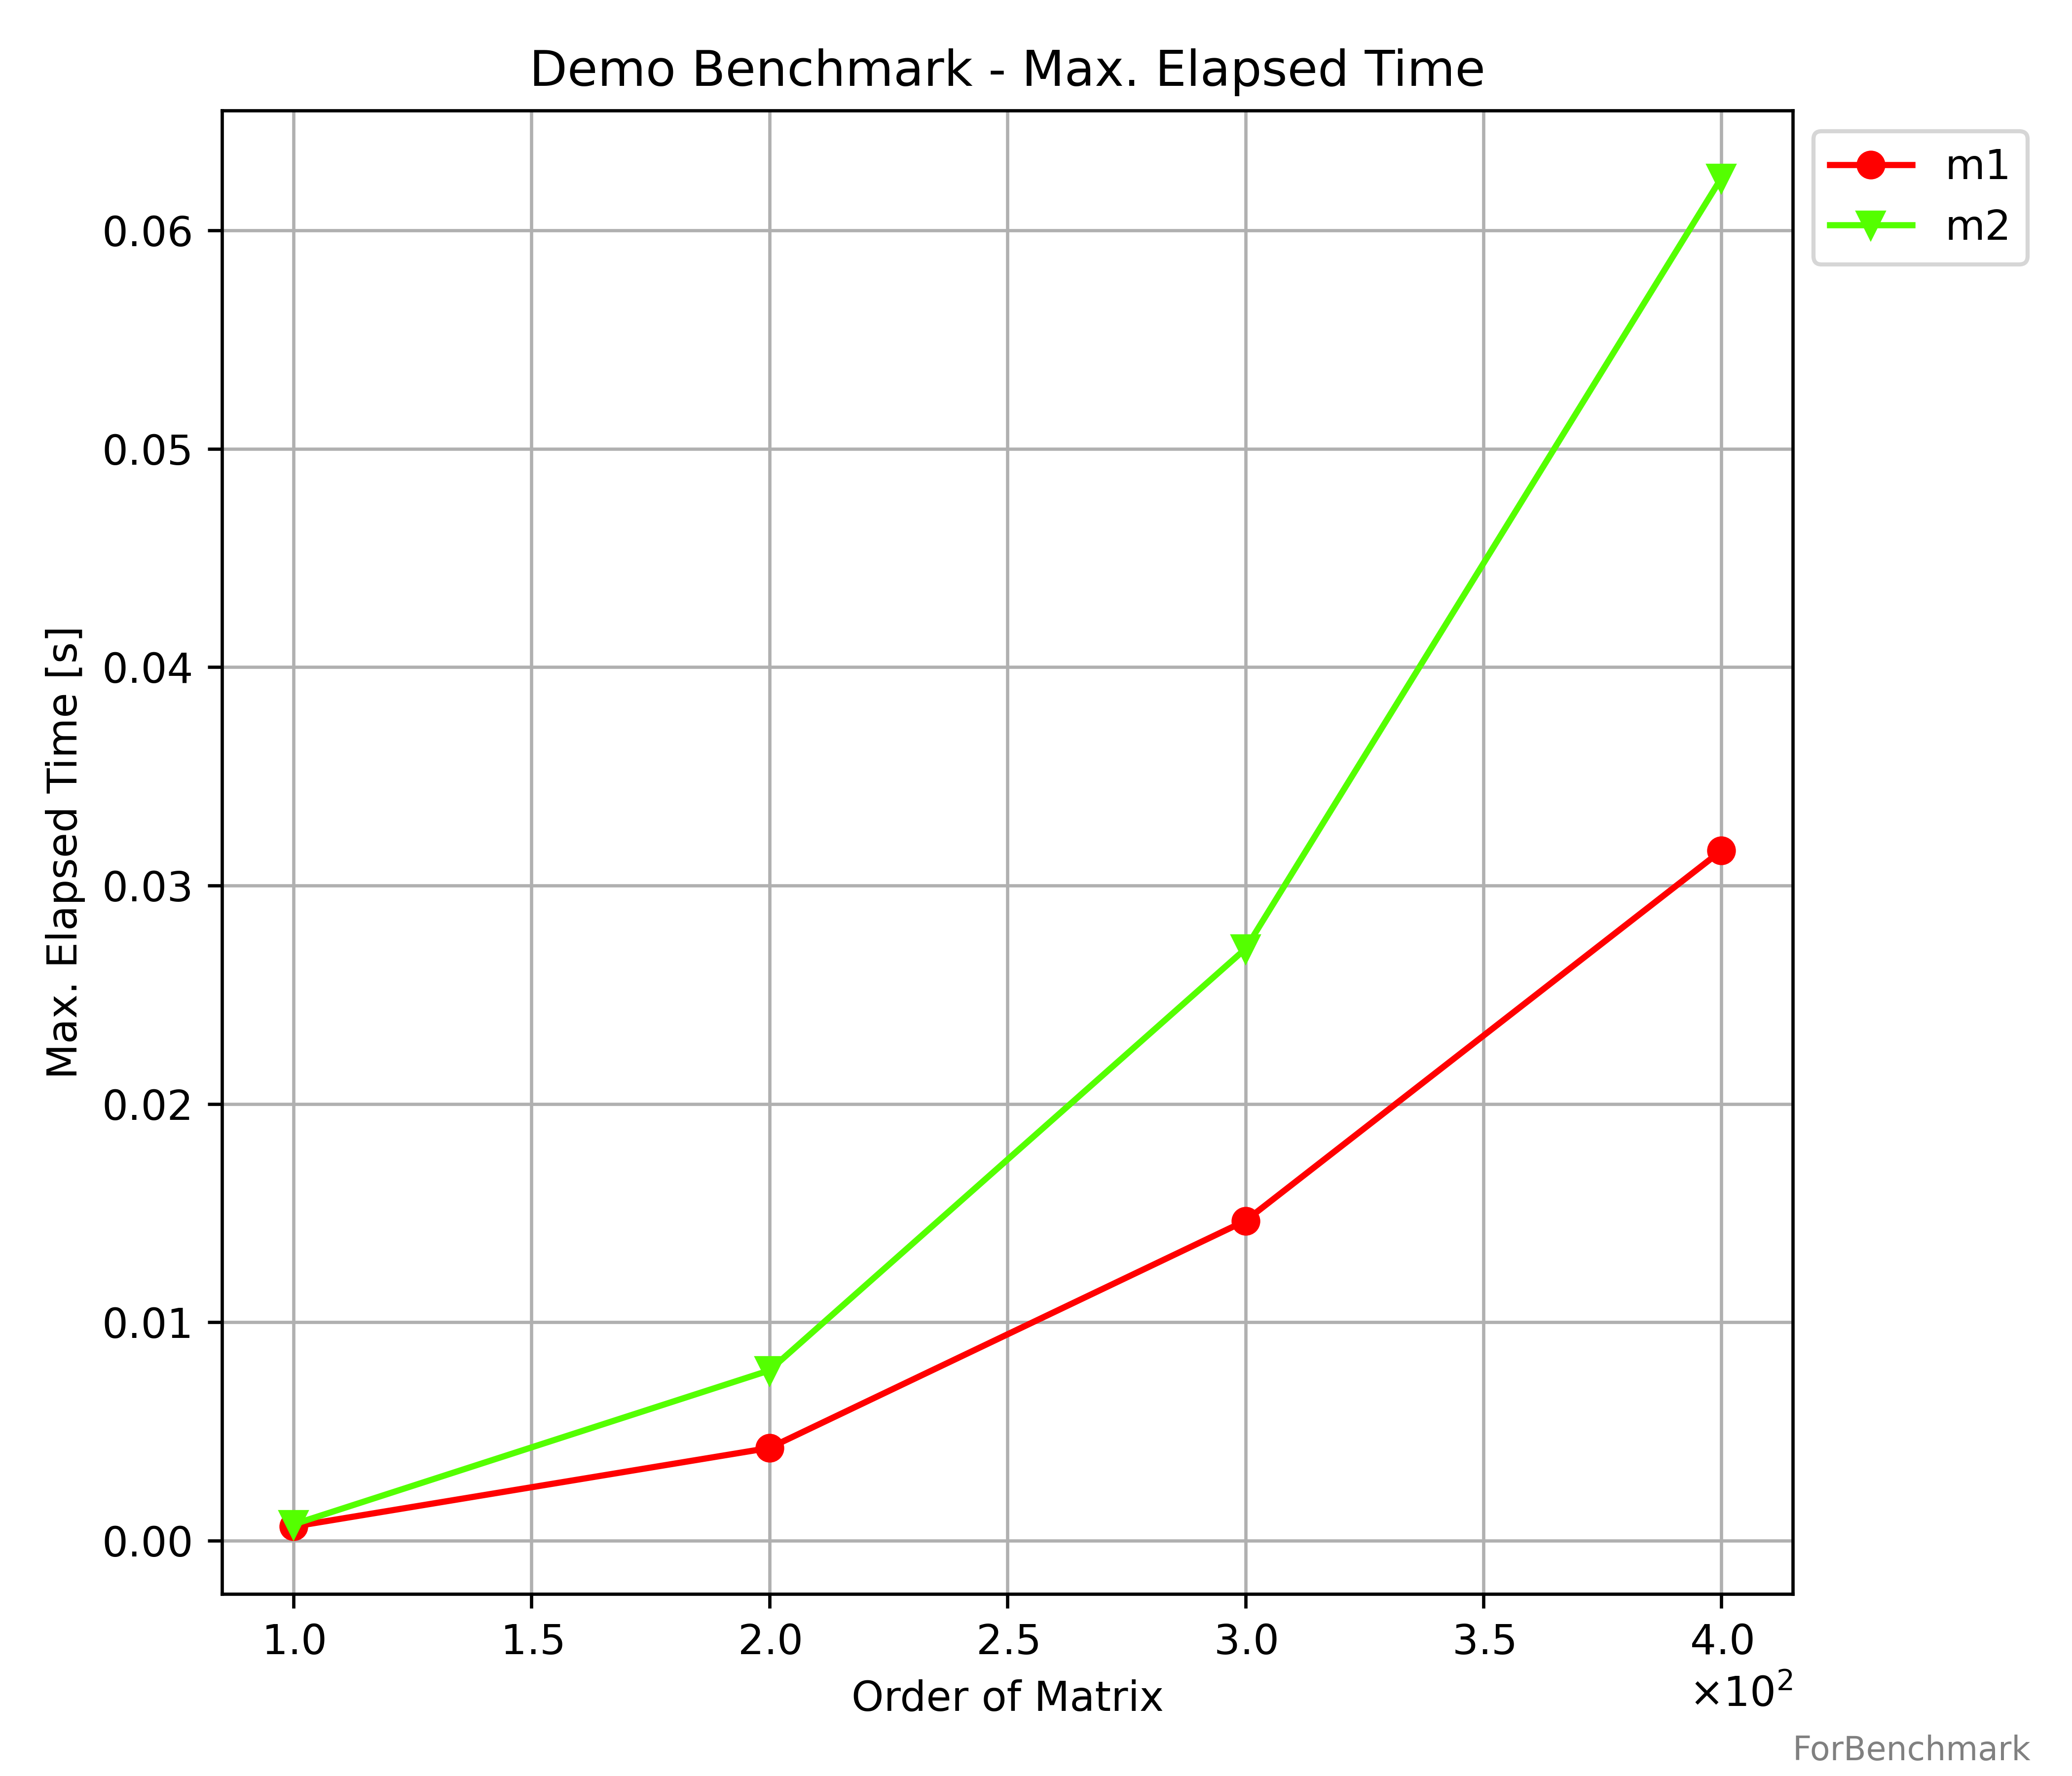 Demo Benchmark - Max. Elapsed Time
m1
m2
Max. Elapsed Time [s]
0.06
0.05
0.04
0.03
0.02
0.01
0.00
1.0 1.5 2.0 2.5 3.0 3.5 4.0
×10²
Order of Matrix
ForBenchmark